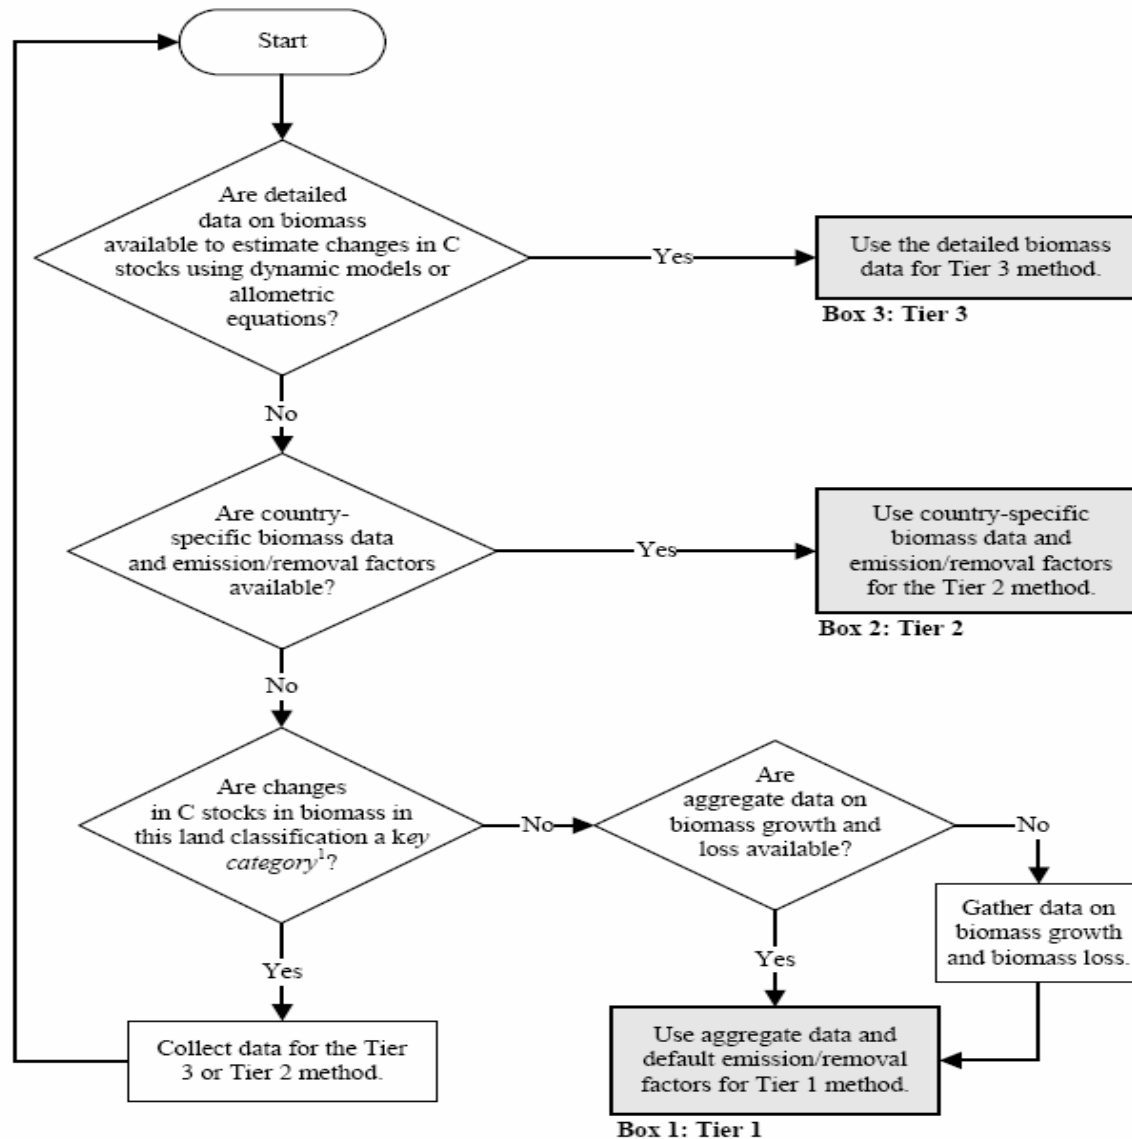 Start
Are detailed
data on biomass
available to estimate changes in C
stocks using dynamic models or
allometric
equations?
Yes
Use the detailed biomass
data for Tier 3 method.
Box 3: Tier 3
No
Are country-
specific biomass data
and emission/removal factors
available?
Yes
Use country-specific
biomass data and
emission/removal factors
for the Tier 2 method.
Box 2: Tier 2
No
Are changes
in C stocks in biomass in
this land classification a key
category¹?
No
Are
aggregate data on
biomass growth and
loss available?
No
Gather data on
biomass growth
and biomass loss.
Yes
Yes
Collect data for the Tier
3 or Tier 2 method.
Use aggregate data and
default emission/removal
factors for Tier 1 method.
Box 1: Tier 1